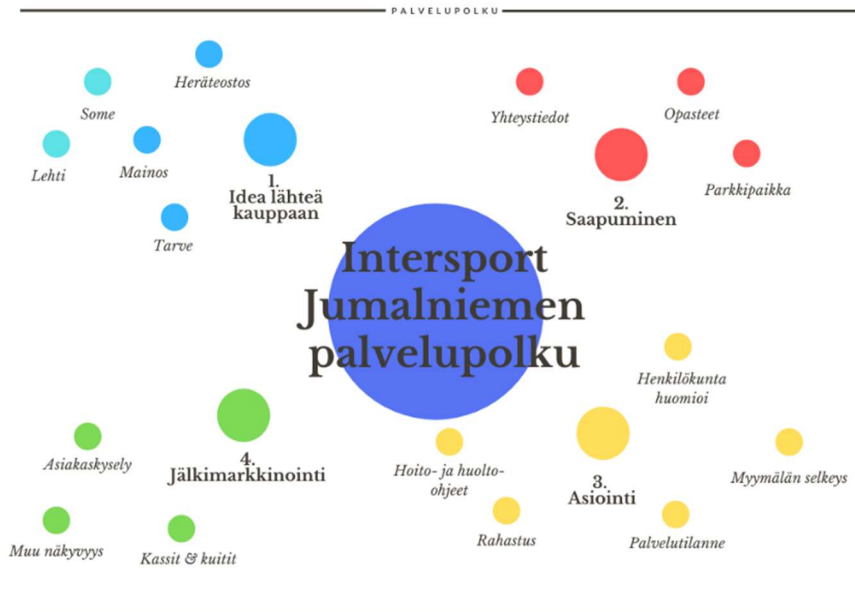 PALVELUPOLKU
Heräteostos
Some
Mainos
Lehti
1.
Idea lähteä
kauppaan
Tarve
Yhteystiedot
Opasteet
Parkkipaikka
2.
Saapuminen
Intersport
Jumalniemen
palvelupolku
Henkilökunta
huomioi
Myymälän selkeys
3.
Asiointi
Palvelutilanne
Rahastus
Hoito- ja huolto-
ohjeet
4.
Jälkimarkkinointi
Asiakaskysely
Muu näkyvyys
Kassit & kuitit